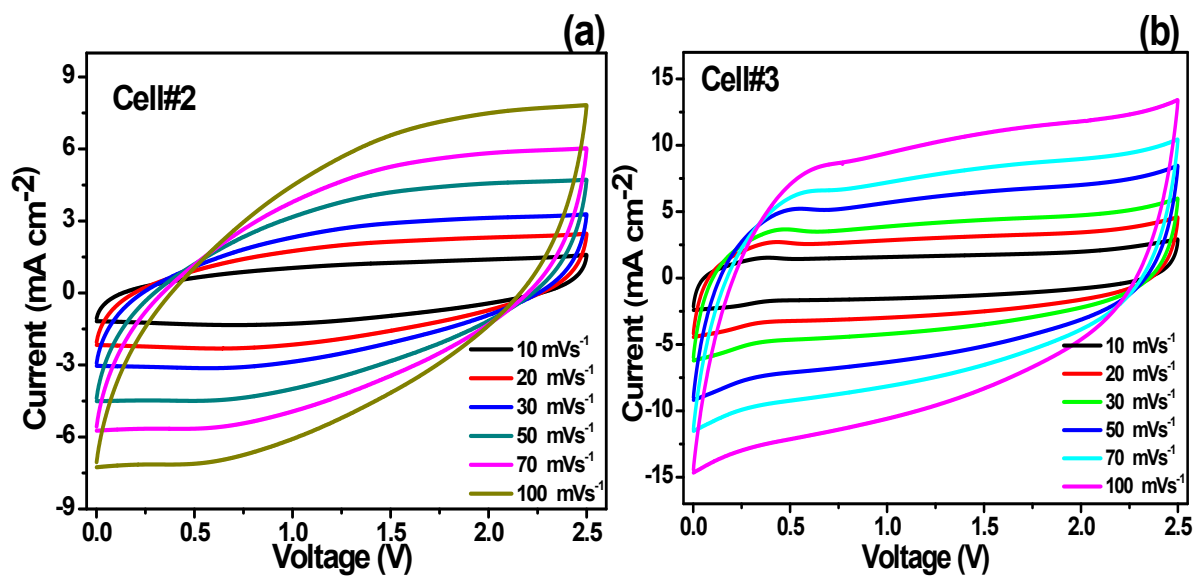 (a)
Cell#2
Current (mA cm⁻²)
9
6
3
0
-3
-6
-9
10 mVs⁻¹
20 mVs⁻¹
30 mVs⁻¹
50 mVs⁻¹
70 mVs⁻¹
100 mVs⁻¹
0.0 0.5 1.0 1.5 2.0 2.5
Voltage (V)
(b)
Cell#3
Current (mA cm⁻²)
15
10
5
0
-5
-10
-15
10 mVs⁻¹
20 mVs⁻¹
30 mVs⁻¹
50 mVs⁻¹
70 mVs⁻¹
100 mVs⁻¹
0.0 0.5 1.0 1.5 2.0 2.5
Voltage (V)